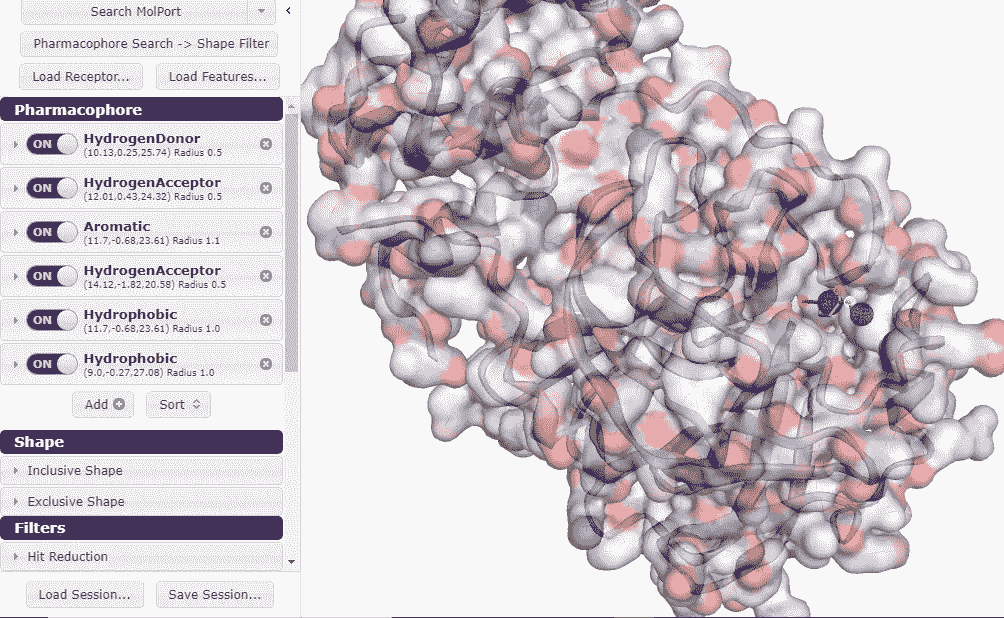 Search MolPort
Pharmacophore Search -> Shape Filter
Load Receptor... Load Features...
Pharmacophore
ON HydrogenDonor
(10.13,0.25,25.74) Radius 0.5
ON HydrogenAcceptor
(12.01,0.43,24.32) Radius 0.5
ON Aromatic
(11.7,-0.68,23.61) Radius 1.1
ON HydrogenAcceptor
(14.12,-1.82,20.58) Radius 0.5
ON Hydrophobic
(11.7,-0.68,23.61) Radius 1.0
ON Hydrophobic
(9.0,-0.27,27.08) Radius 1.0
Add Sort
Shape
Inclusive Shape
Exclusive Shape
Filters
Hit Reduction
Load Session... Save Session...